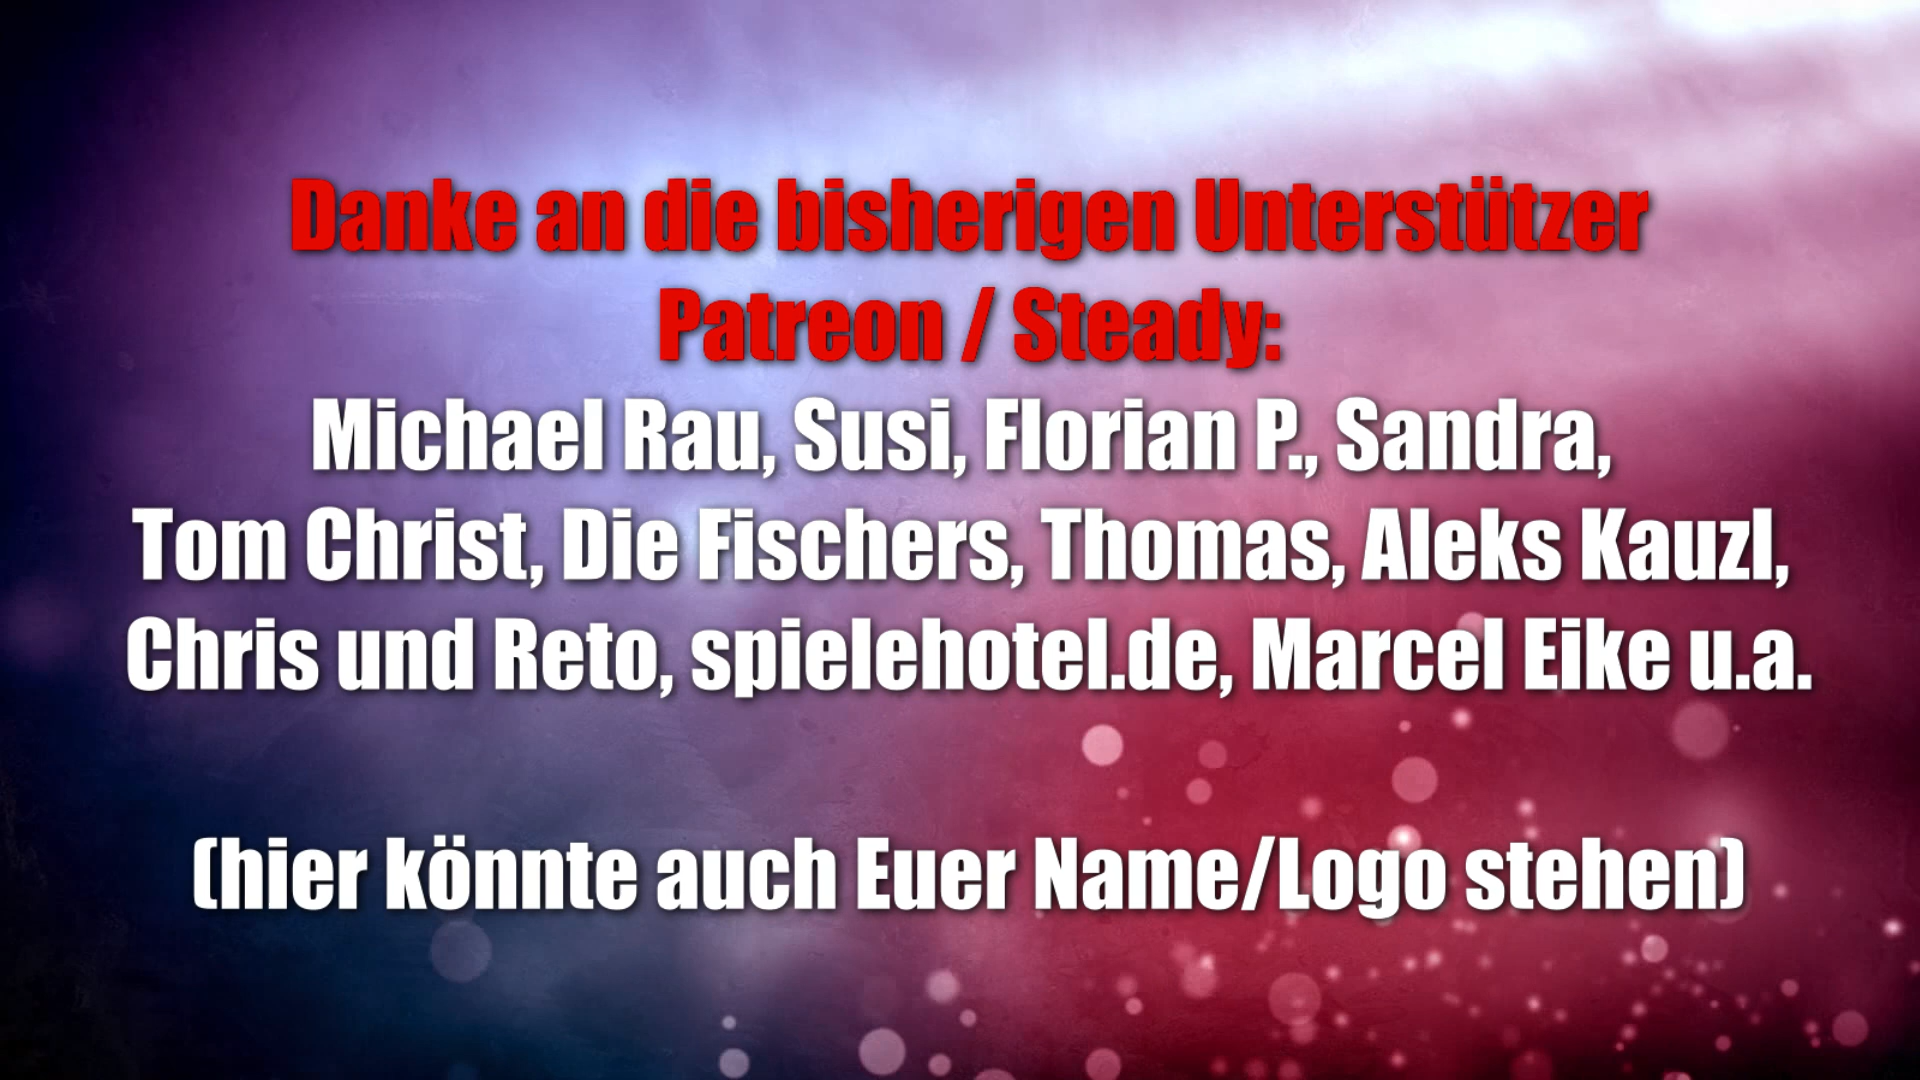 Danke an die bisherigen Unterstützer
Patreon / Steady:
Michael Rau, Susi, Florian P., Sandra,
Tom Christ, Die Fischers, Thomas, Aleks Kauzl,
Chris und Reto, spielehotel.de, Marcel Eike u.a.
(hier könnte auch Euer Name/Logo stehen)